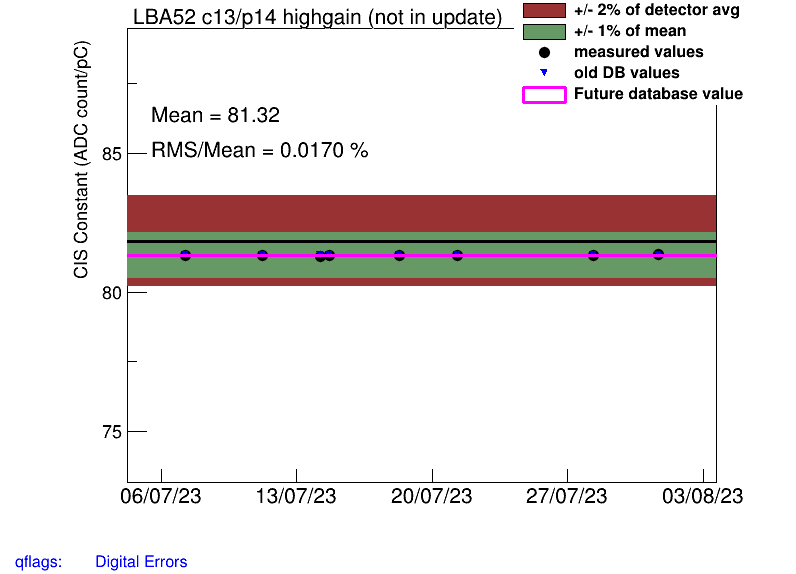 LBA52 c13/p14 highgain (not in update)
+/- 2% of detector avg
+/- 1% of mean
measured values
old DB values
Future database value
CIS Constant (ADC count/pC)
Mean = 81.32
RMS/Mean = 0.0170 %
85
80
75
06/07/23 13/07/23 20/07/23 27/07/23 03/08/23
qflags: Digital Errors